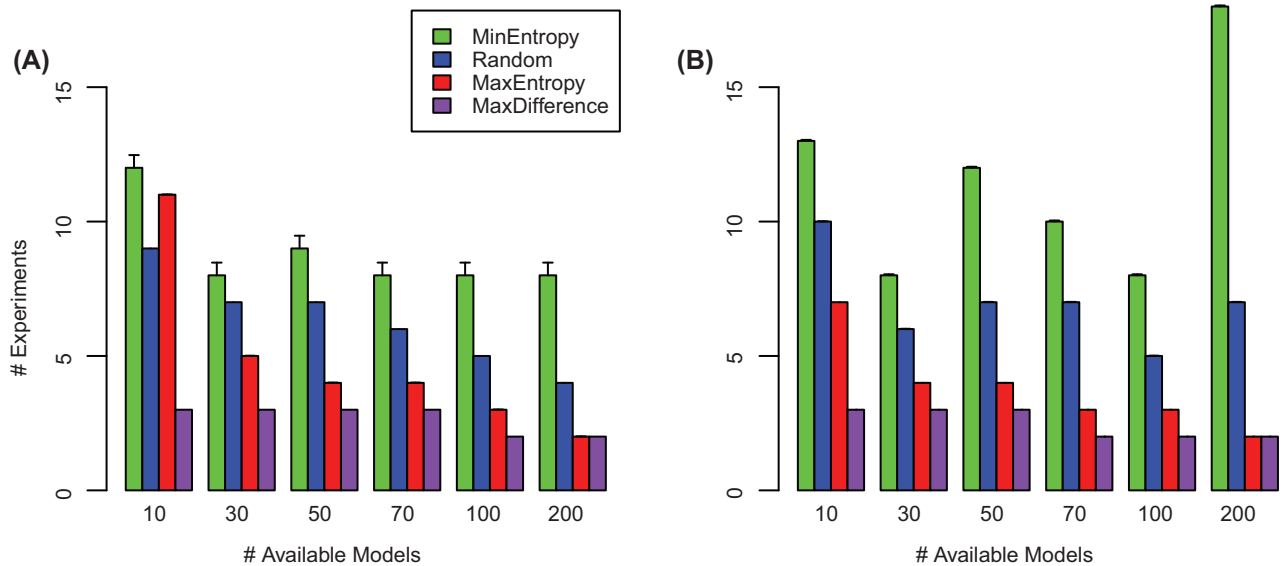 (A)
MinEntropy
Random
MaxEntropy
MaxDifference
# Experiments
15
10
5
0
10 30 50 70 100 200
# Available Models
(B)
15
10
5
0
10 30 50 70 100 200
# Available Models